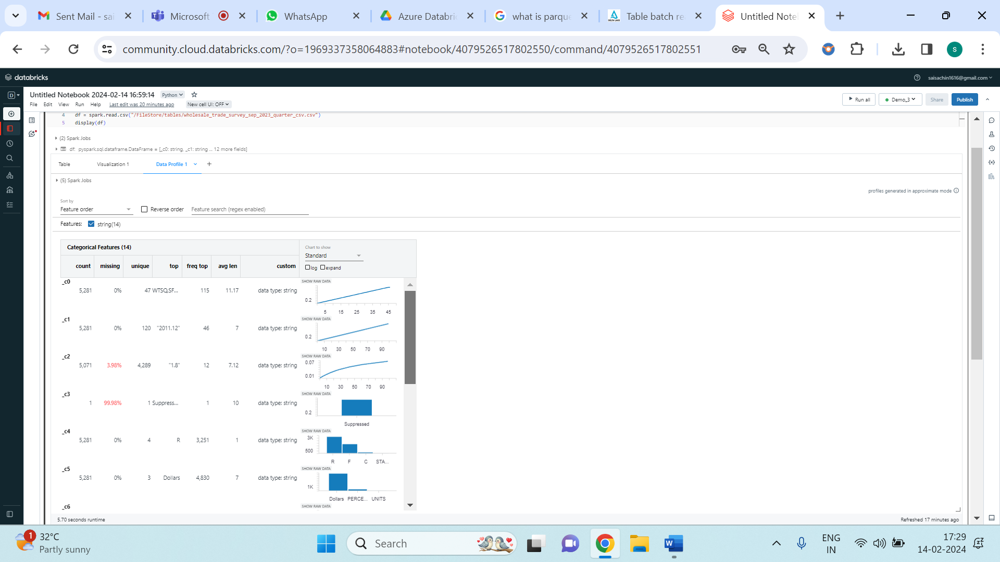 Sent Mail - sai
Microsoft
WhatsApp
Azure Databri
what is parque
Table batch re
Untitled Note
community.cloud.databricks.com/?o=1969337358064883#notebook/4079526517802550/command/4079526517802551
S
databricks
saisachin1616@gmail.com
D
Untitled Notebook 2024-02-14 16:59:14 Python
Run all
Demo_3
Share
Publish
File Edit View Run Help Last edit was 20 minutes ago New cell UI: OFF
4 df = spark.read.csv("/FileStore/tables/wholesale_trade_survey_sep_2023_quarter_csv.csv")
5 display(df)
(2) Spark Jobs
df: pyspark.sql.dataframe.DataFrame = [_c0: string, _c1: string ... 12 more fields]
Table Visualization 1 Data Profile 1 +
(5) Spark Jobs
profiles generated in approximate mode
Sort by
Feature order Reverse order Feature search (regex enabled)
Features: string(14)
Categorical Features (14)
Chart to show
Standard
log expand
count missing unique top freq top avg len custom
_c0
SHOW RAW DATA
5,281 0% 47 WTSQ,SF... 115 11.17 data type: string
0.2
5 15 25 35 45
_c1
SHOW RAW DATA
5,281 0% 120 "2011.12" 46 7 data type: string
0.2
10 30 50 70 90
_c2
SHOW RAW DATA
5,071 3.98% 4,289 "1.8" 12 7.12 data type: string
0.07
0.01
10 30 50 70 90
_c3
SHOW RAW DATA
1 99.98% 1 Suppress... 1 10 data type: string
0.2
Suppressed
_c4
SHOW RAW DATA
5,281 0% 4 R 3,251 1 data type: string
3K
500
R F C STA...
_c5
SHOW RAW DATA
5,281 0% 3 Dollars 4,830 7 data type: string
1K
Dollars PERCE... UNITS
_c6
SHOW RAW DATA
5.70 seconds runtime
Refreshed 17 minutes ago
1
32°C
Partly sunny
Search
W
ENG
IN
17:29
14-02-2024